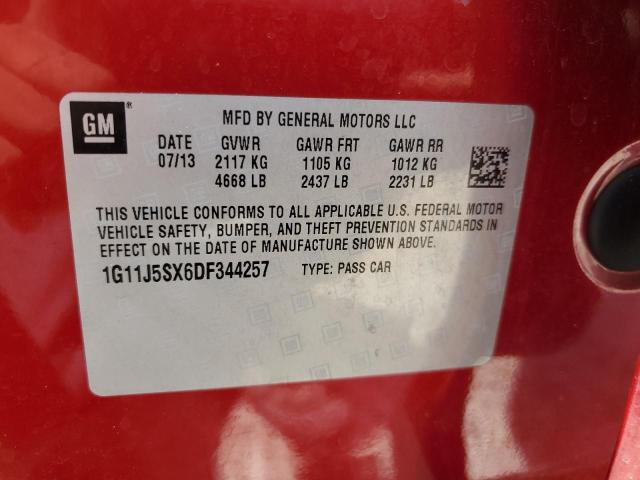 GM
MFD BY GENERAL MOTORS LLC
DATE GVWR GAWR FRT GAWR RR
07/13 2117 KG 1105 KG 1012 KG
4668 LB 2437 LB 2231 LB
THIS VEHICLE CONFORMS TO ALL APPLICABLE U.S. FEDERAL MOTOR
VEHICLE SAFETY, BUMPER, AND THEFT PREVENTION STANDARDS IN
EFFECT ON THE DATE OF MANUFACTURE SHOWN ABOVE.
1G11J5SX6DF344257 TYPE: PASS CAR